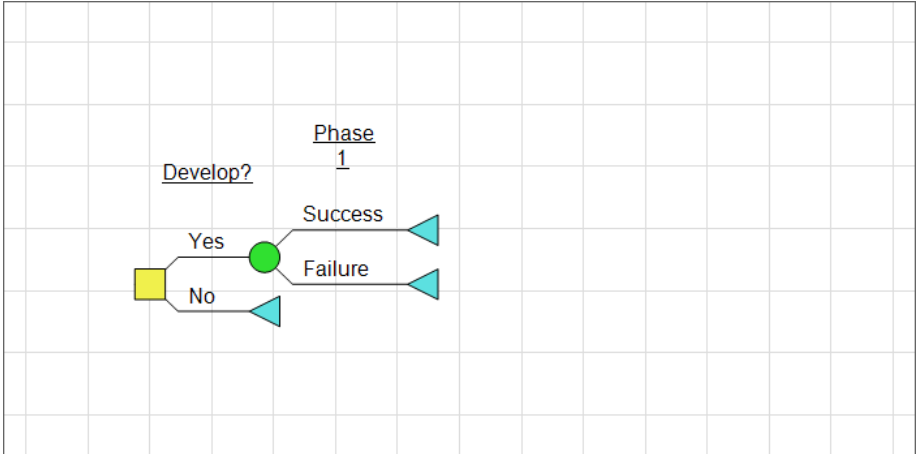 Phase
1
Develop?
Success
Yes
Failure
No